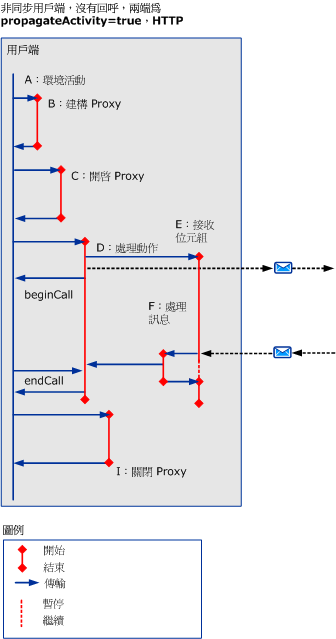 非同步用戶端，沒有回呼，兩端為
propagateActivity=true，HTTP
用戶端
A：環境活動
B：建構 Proxy
C：開啟 Proxy
E：接收
位元組
D：處理動作
beginCall
F：處理
訊息
endCall
I：關閉 Proxy
圖例
開始
結束
傳輸
暫停
繼續